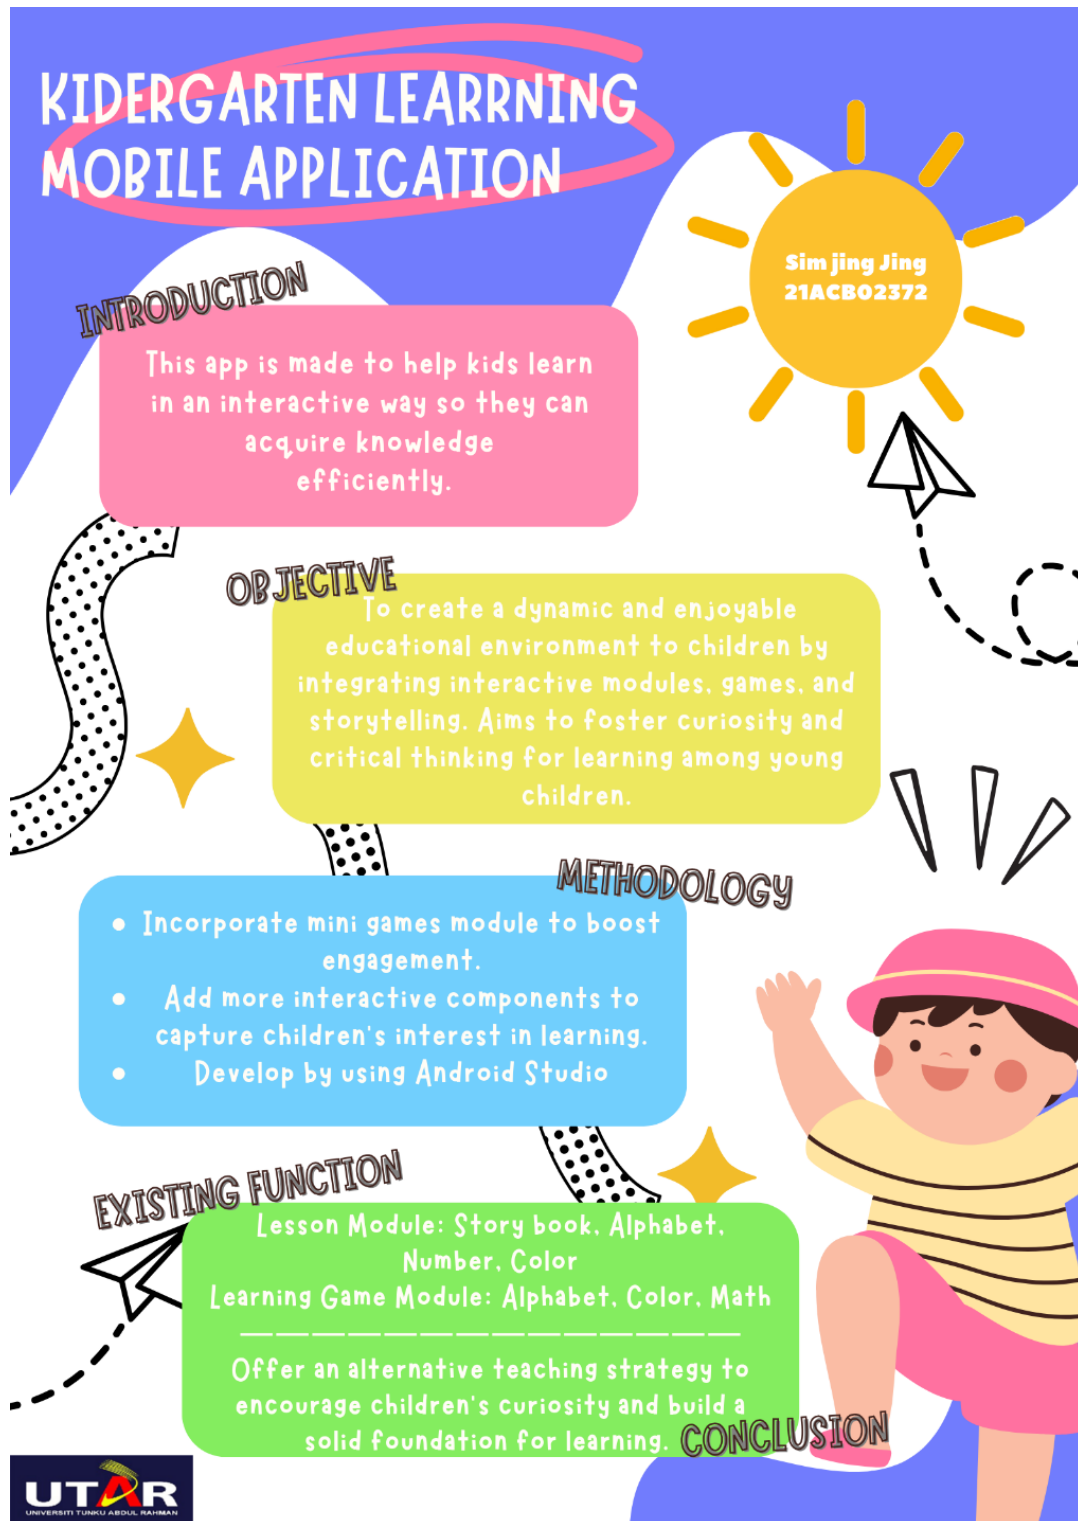 KIDERGARTEN LEARRNING
MOBILE APPLICATION
Sim jing Jing
21ACB02372
INTRODUCTION
This app is made to help kids learn
in an interactive way so they can
acquire knowledge
efficiently.
OBJECTIVE
To create a dynamic and enjoyable
educational environment to children by
integrating interactive modules, games, and
storytelling. Aims to foster curiosity and
critical thinking for learning among young
children.
METHODOLOGY
• Incorporate mini games module to boost
engagement.
• Add more interactive components to
capture children's interest in learning.
• Develop by using Android Studio
EXISTING FUNCTION
Lesson Module: Story book, Alphabet,
Number, Color
Learning Game Module: Alphabet, Color, Math
Offer an alternative teaching strategy to
encourage children's curiosity and build a
solid foundation for learning.
CONCLUSION
UTAR
UNIVERSITI TUNKU ABDUL RAHMAN